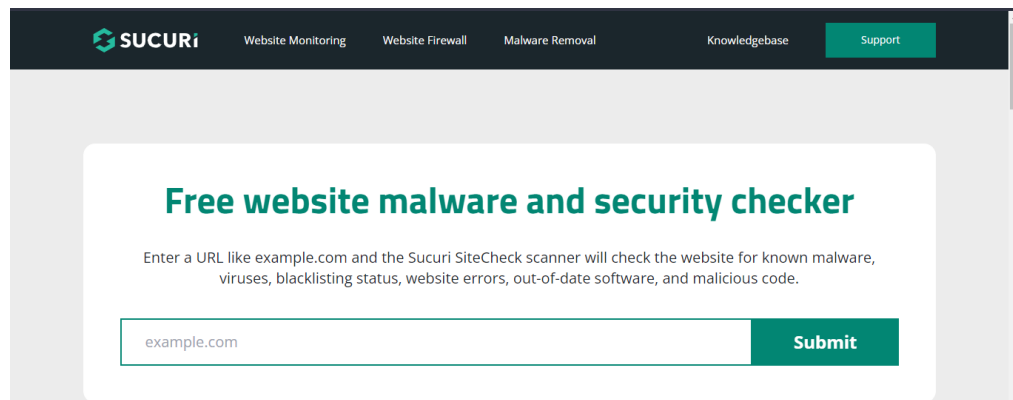 SUCURi Website Monitoring Website Firewall Malware Removal Knowledgebase Support
Free website malware and security checker
Enter a URL like example.com and the Sucuri SiteCheck scanner will check the website for known malware,
viruses, blacklisting status, website errors, out-of-date software, and malicious code.
example.com Submit